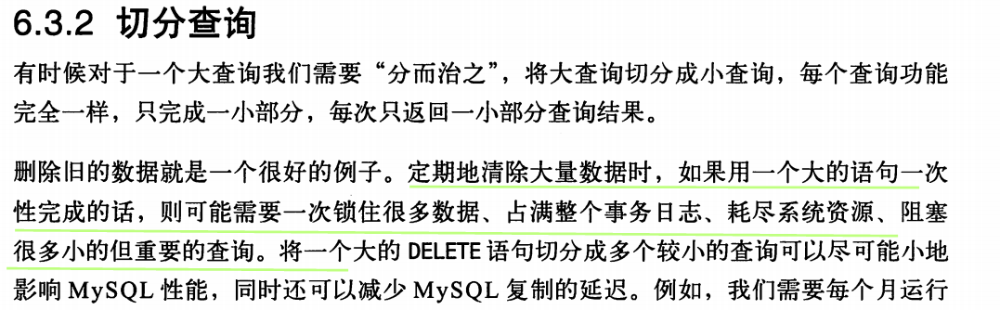 6.3.2 切分查询
有时候对于一个大查询我们需要“分而治之”，将大查询切分成小查询，每个查询功能
完全一样，只完成一小部分，每次只返回一小部分查询结果。
删除旧的数据就是一个很好的例子。定期地清除大量数据时，如果用一个大的语句一次
性完成的话，则可能需要一次锁住很多数据、占满整个事务日志、耗尽系统资源、阻塞
很多小的但重要的查询。将一个大的 DELETE 语句切分成多个较小的查询可以尽可能小地
影响 MySQL 性能，同时还可以减少 MySQL 复制的延迟。例如，我们需要每个月运行